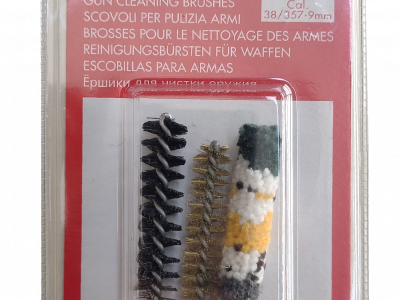 GUN CLEANING BRUSHES
SCOVOLI PER PULIZIA ARMI
BROSSES POUR LE NETTOYAGE DES ARMES
REINIGUNGSBÜRSTEN FÜR WAFFEN
ESCOBILLAS PARA ARMAS
Ёршики для чистки оружия
Cal.
38/357-9mm